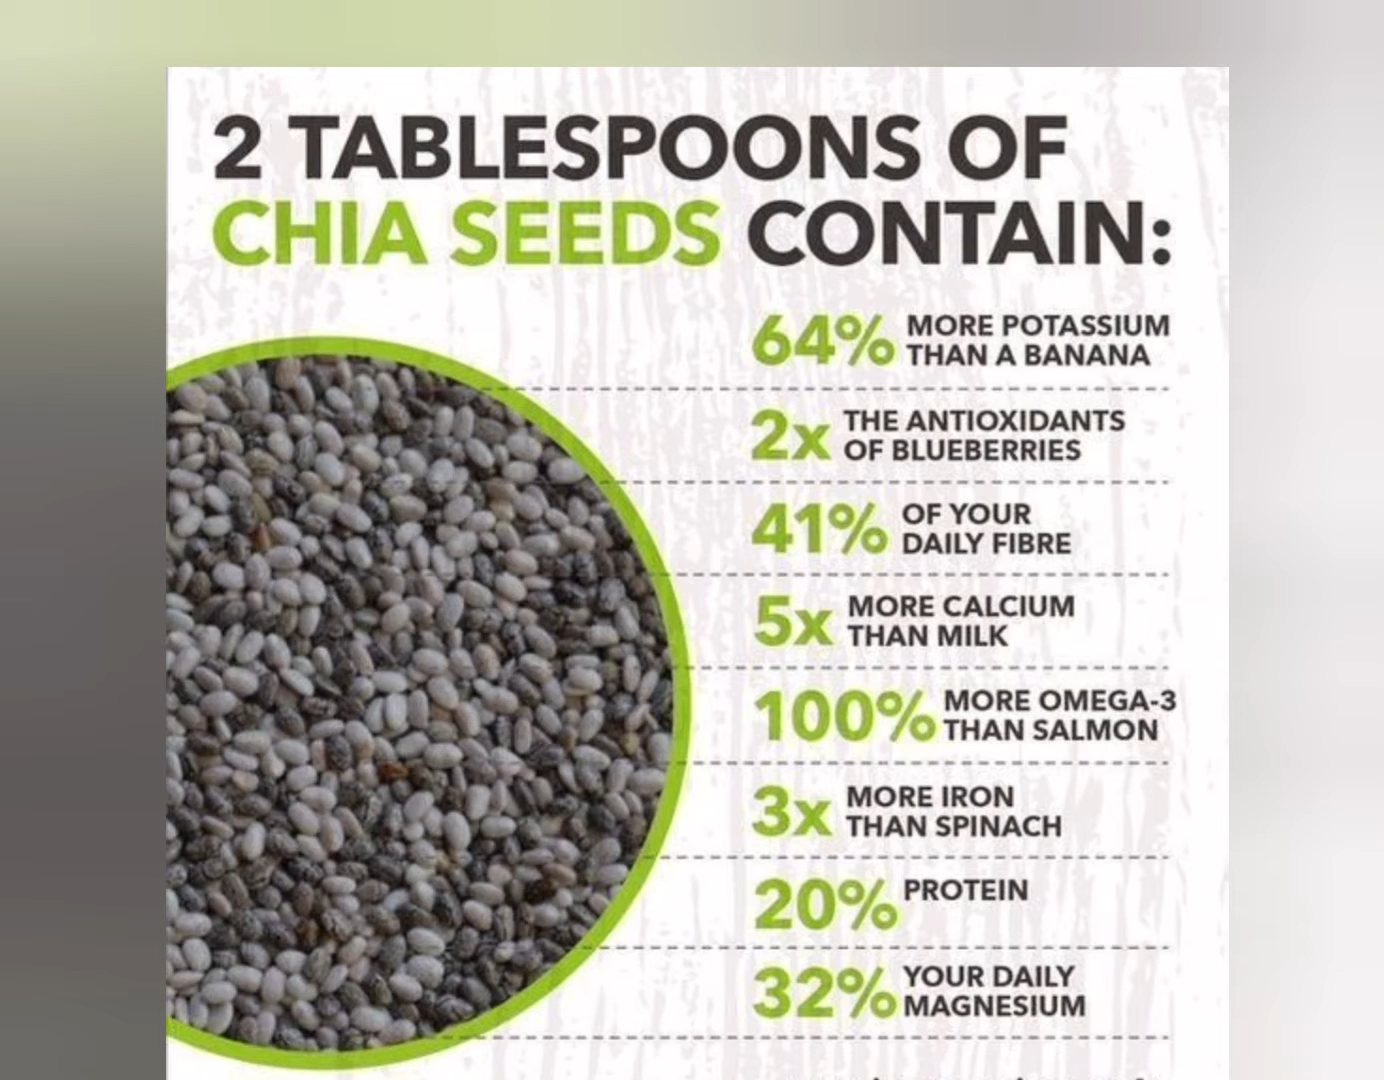 2 TABLESPOONS OF
CHIA SEEDS CONTAIN:
64% MORE POTASSIUM
THAN A BANANA
2x THE ANTIOXIDANTS
OF BLUEBERRIES
41% OF YOUR
DAILY FIBRE
5x MORE CALCIUM
THAN MILK
100% MORE OMEGA-3
THAN SALMON
3x MORE IRON
THAN SPINACH
20% PROTEIN
32% YOUR DAILY
MAGNESIUM